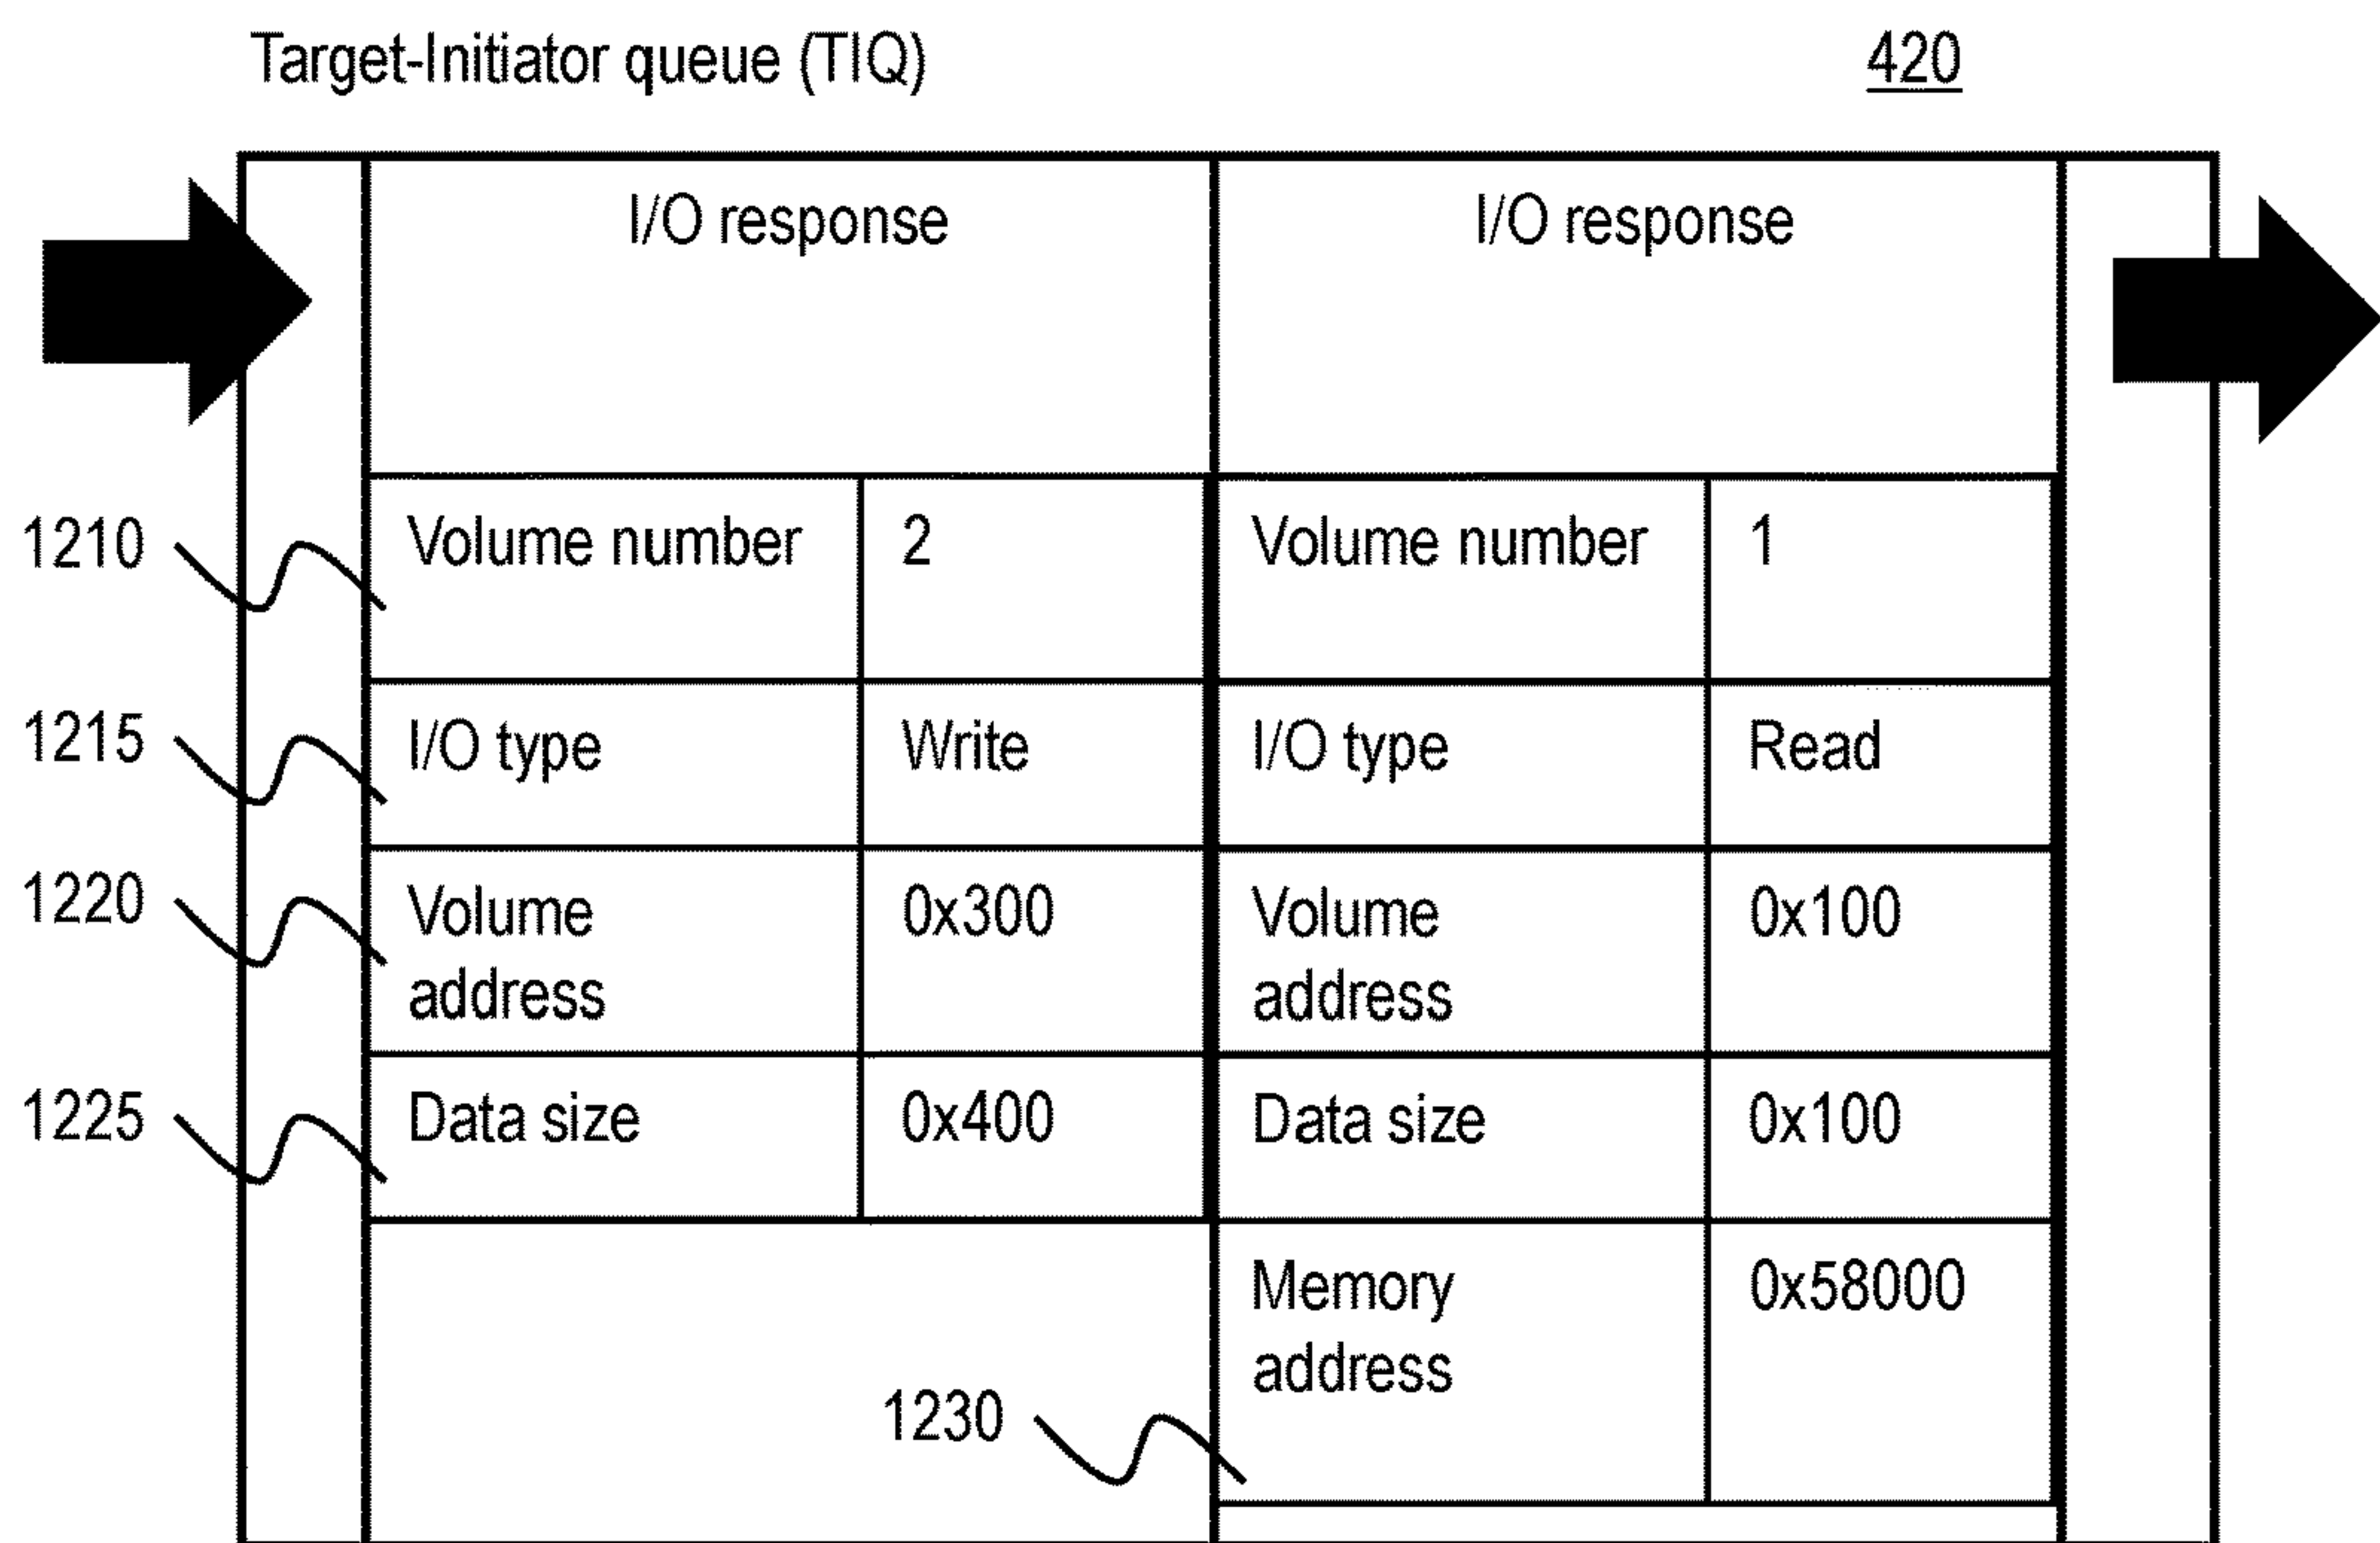 Target-Initiator queue (TIQ) 420
I/O response I/O response
1210 Volume number 2 Volume number 1
1215 I/O type Write I/O type Read
1220 Volume address 0x300 Volume address 0x100
1225 Data size 0x400 Data size 0x100
Memory address 0x58000
1230